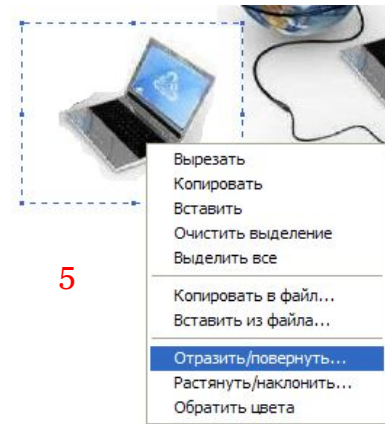 Вырезать
Копировать
Вставить
Очистить выделение
Выделить все
5
Копировать в файл...
Вставить из файла...
Отразить/повернуть...
Растянуть/наклонить...
Обратить цвета